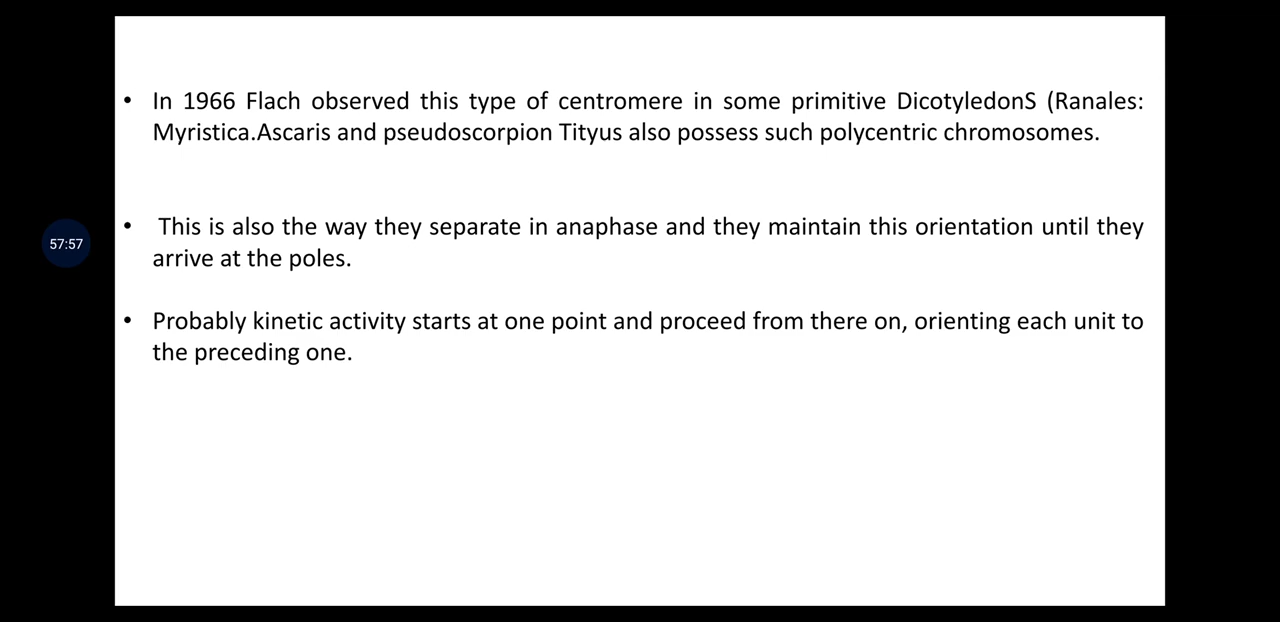 • In 1966 Flach observed this type of centromere in some primitive DicotyledonS (Ranales:
Myristica.Ascaris and pseudoscorpion Tityus also possess such polycentric chromosomes.
57:57
• This is also the way they separate in anaphase and they maintain this orientation until they
arrive at the poles.
• Probably kinetic activity starts at one point and proceed from there on, orienting each unit to
the preceding one.